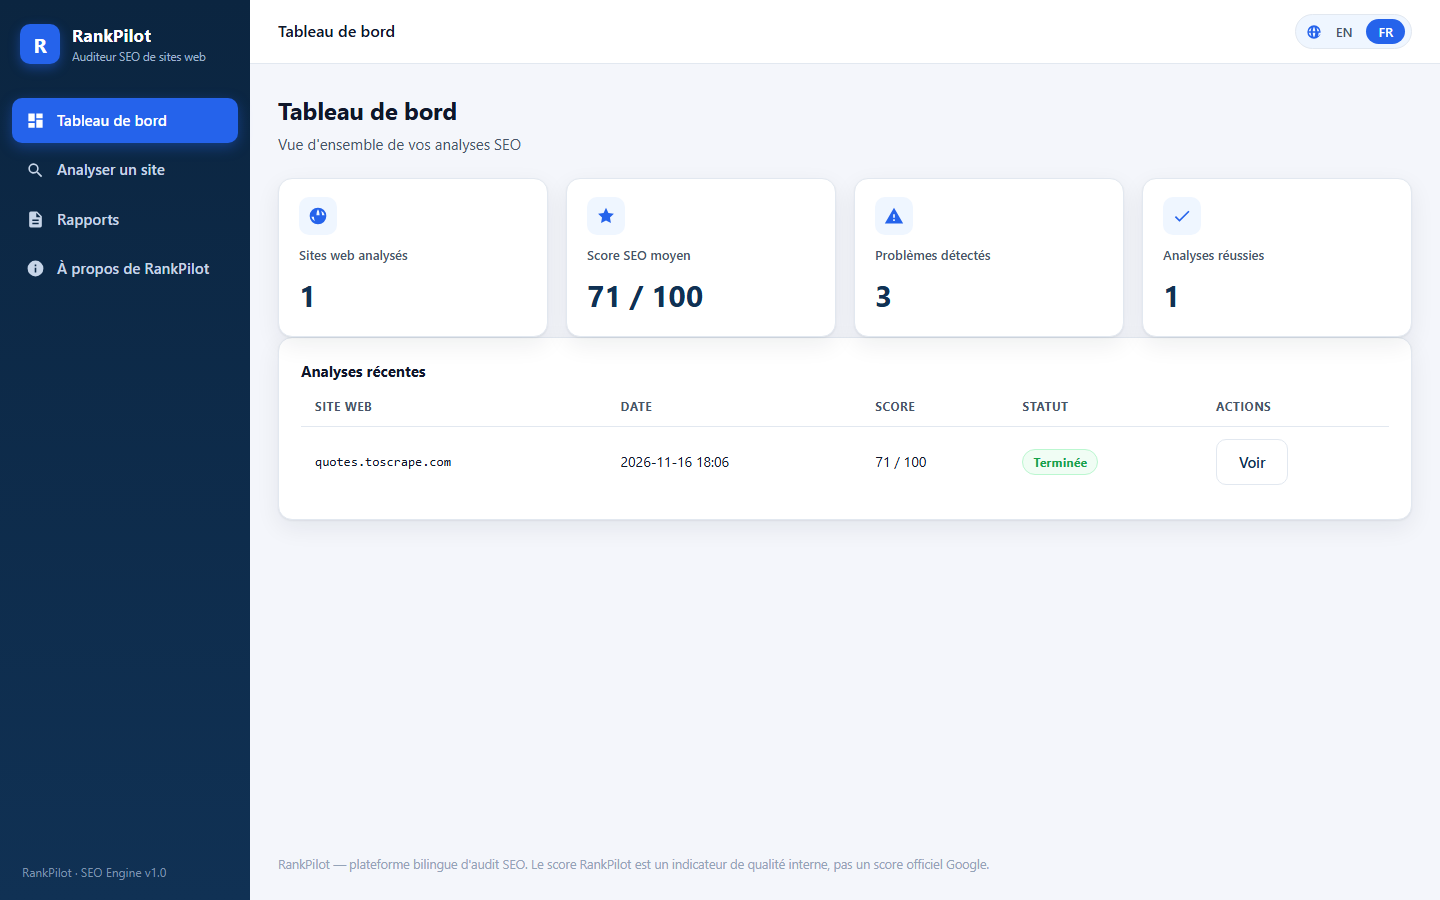 R
RankPilot
Auditeur SEO de sites web
Tableau de bord
Analyser un site
Rapports
À propos de RankPilot
RankPilot · SEO Engine v1.0
Tableau de bord
EN
FR
Tableau de bord
Vue d'ensemble de vos analyses SEO
Sites web analysés
1
Score SEO moyen
71 / 100
Problèmes détectés
3
Analyses réussies
1
Analyses récentes
SITE WEB DATE SCORE STATUT ACTIONS
quotes.toscrape.com 2026-11-16 18:06 71 / 100 Terminée Voir
RankPilot — plateforme bilingue d'audit SEO. Le score RankPilot est un indicateur de qualité interne, pas un score officiel Google.